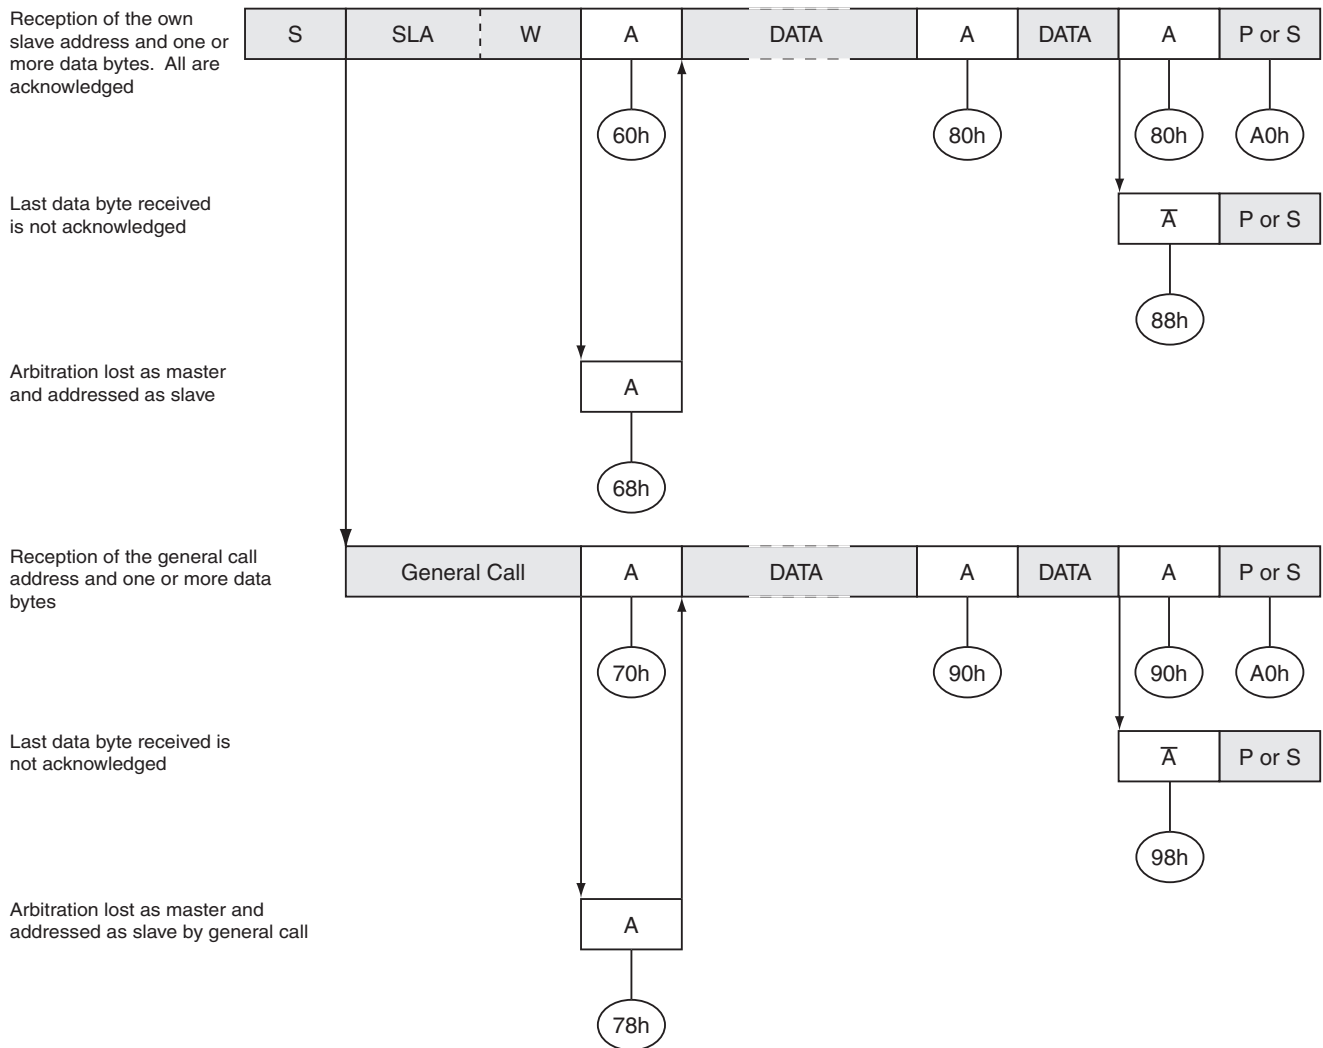 Reception of the own
slave address and one or
more data bytes.  All are
acknowledged
S SLA W A DATA A DATA A P or S
60h 80h 80h A0h
Last data byte received
is not acknowledged
A̅ P or S
88h
Arbitration lost as master
and addressed as slave
A
68h
Reception of the general call
address and one or more data
bytes
General Call A DATA A DATA A P or S
70h 90h 90h A0h
Last data byte received is
not acknowledged
A̅ P or S
98h
Arbitration lost as master and
addressed as slave by general call
A
78h